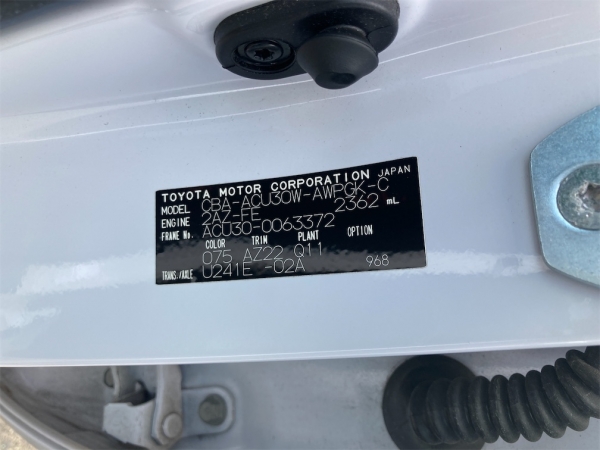 TOYOTA MOTOR CORPORATION JAPAN
MODEL CBA-ACU30W-AWPGK-C
ENGINE 2AZ-FE 2362 mL
FRAME No. ACU30-0063372
COLOR TRIM PLANT OPTION
075 AZ22 Q11
TRANS./AXLE U241E -02A 968